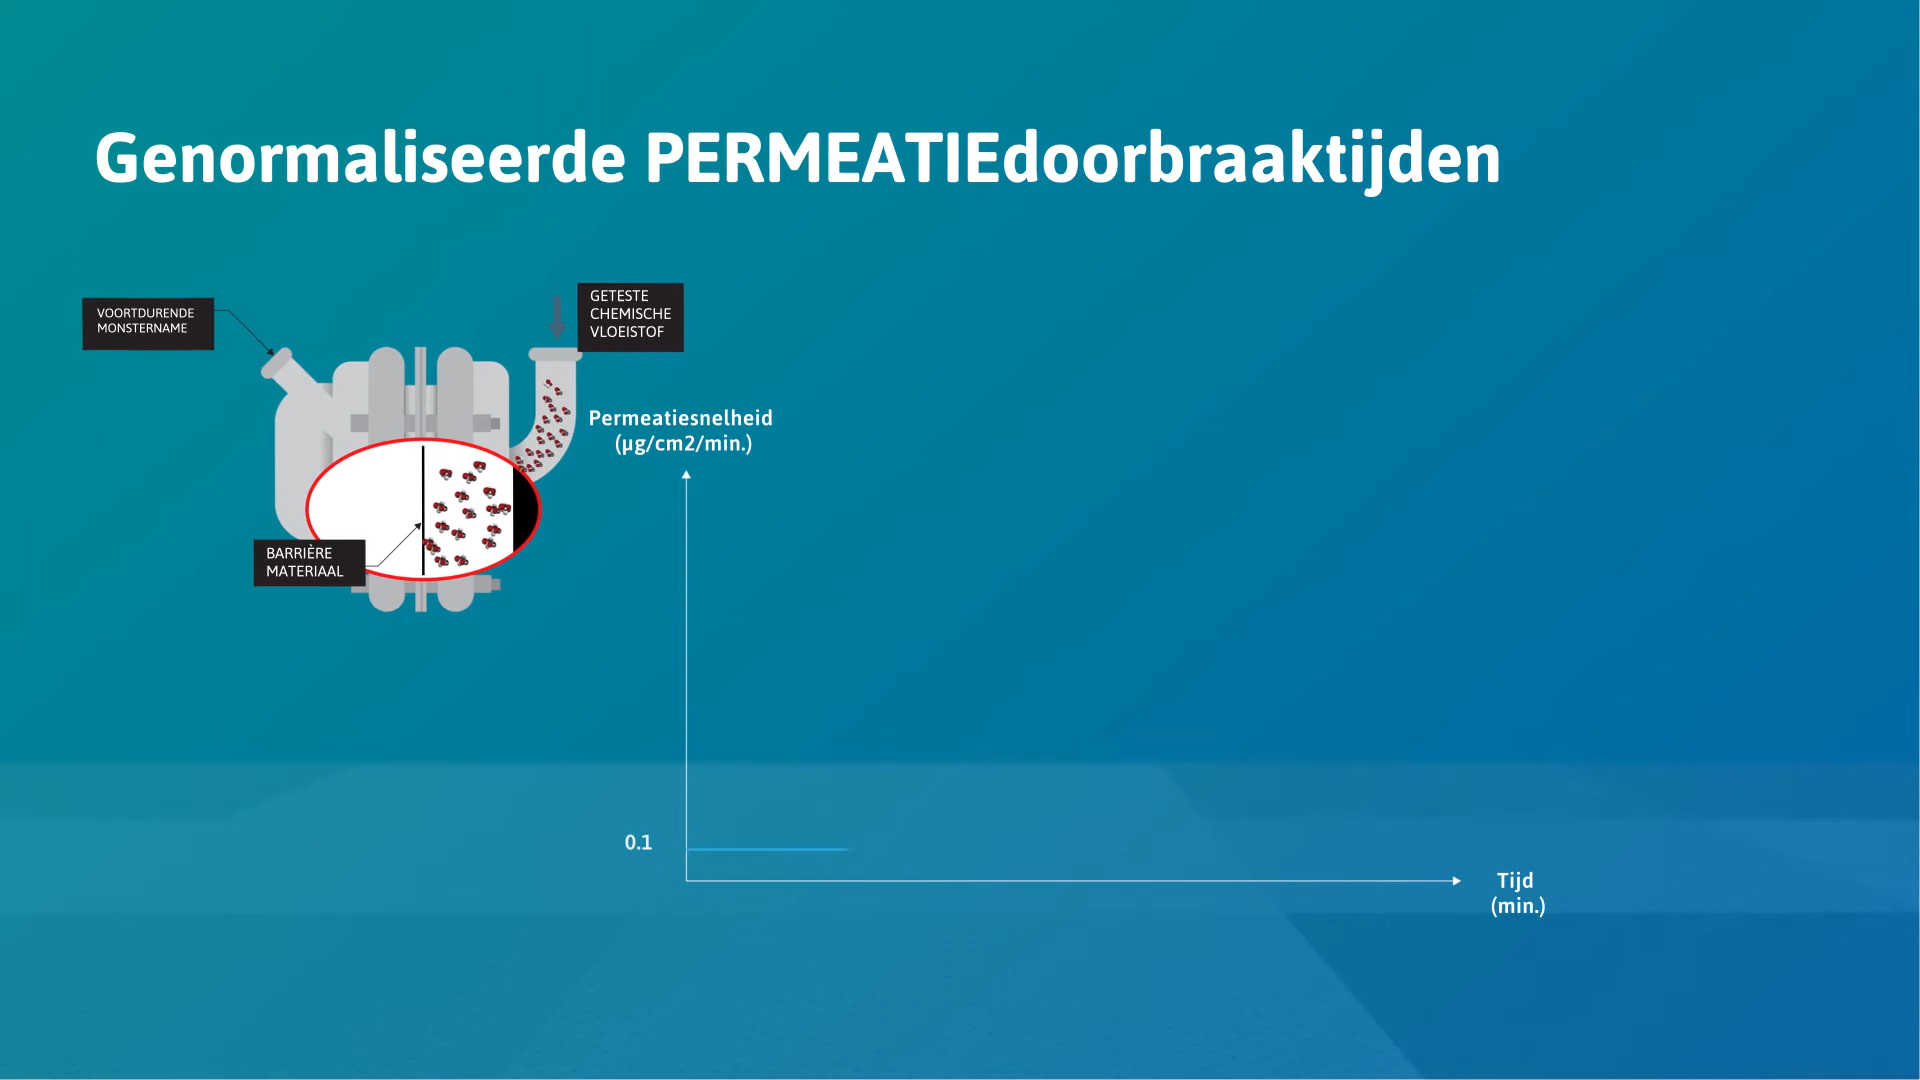 Genormaliseerde PERMEATIEdoorbraaktijden
VOORTDURENDE
MONSTERNAME
GETESTE
CHEMISCHE
VLOEISTOF
BARRIÈRE
MATERIAAL
Permeatiesnelheid
(µg/cm2/min.)
0.1
Tijd
(min.)